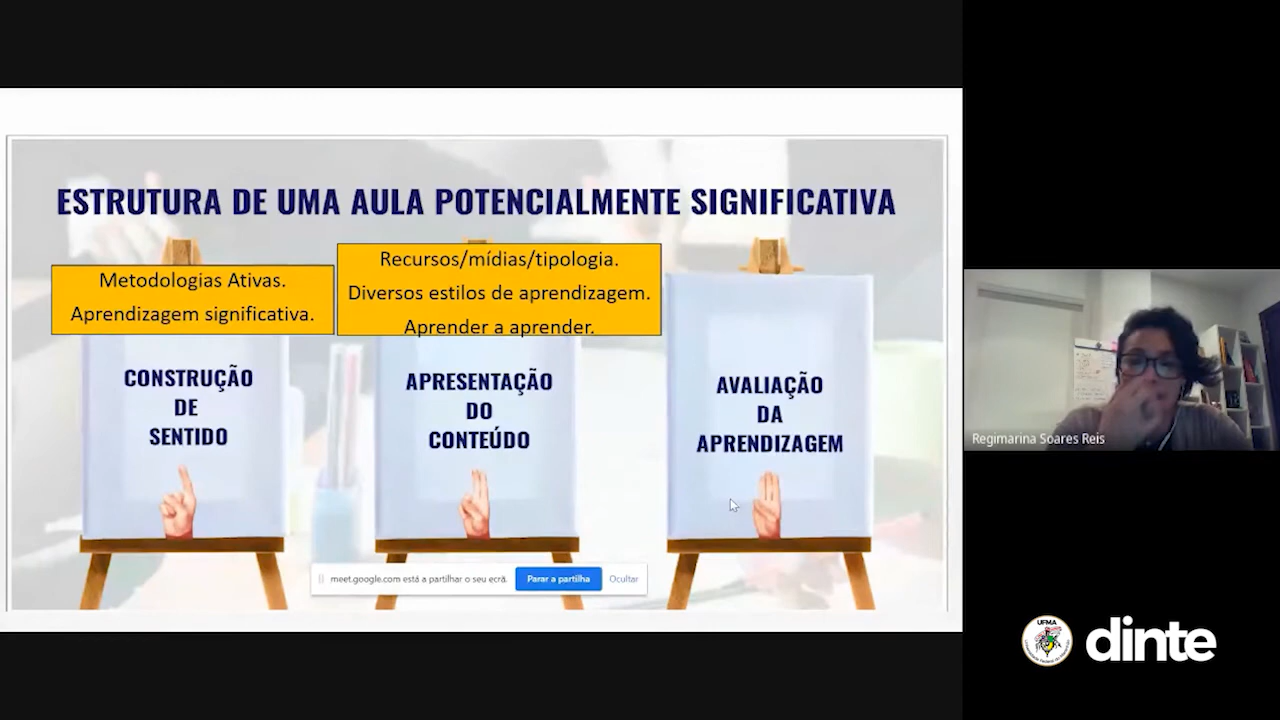 ESTRUTURA DE UMA AULA POTENCIALMENTE SIGNIFICATIVA
Metodologias Ativas.
Aprendizagem significativa.
Recursos/mídias/tipologia.
Diversos estilos de aprendizagem.
Aprender a aprender.
CONSTRUÇÃO
DE
SENTIDO
APRESENTAÇÃO
DO
CONTEÚDO
AVALIAÇÃO
DA
APRENDIZAGEM
meet.google.com está a partilhar o seu ecrã.
Parar a partilha
Ocultar
Regimarina Soares Reis
UFMA
dinte